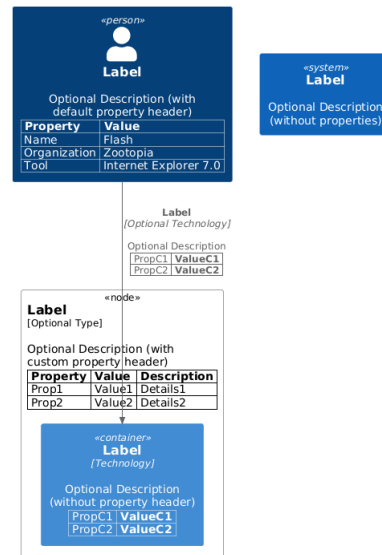 «person»
Label
Optional Description (with
default property header)
Property Value
Name Flash
Organization Zootopia
Tool Internet Explorer 7.0
«system»
Label
Optional Description
(without properties)
Label
[Optional Technology]
Optional Description
PropC1 ValueC1
PropC2 ValueC2
«node»
Label
[Optional Type]
Optional Description (with
custom property header)
Property Value Description
Prop1 Value1 Details1
Prop2 Value2 Details2
«container»
Label
[Technology]
Optional Description
(without property header)
PropC1 ValueC1
PropC2 ValueC2